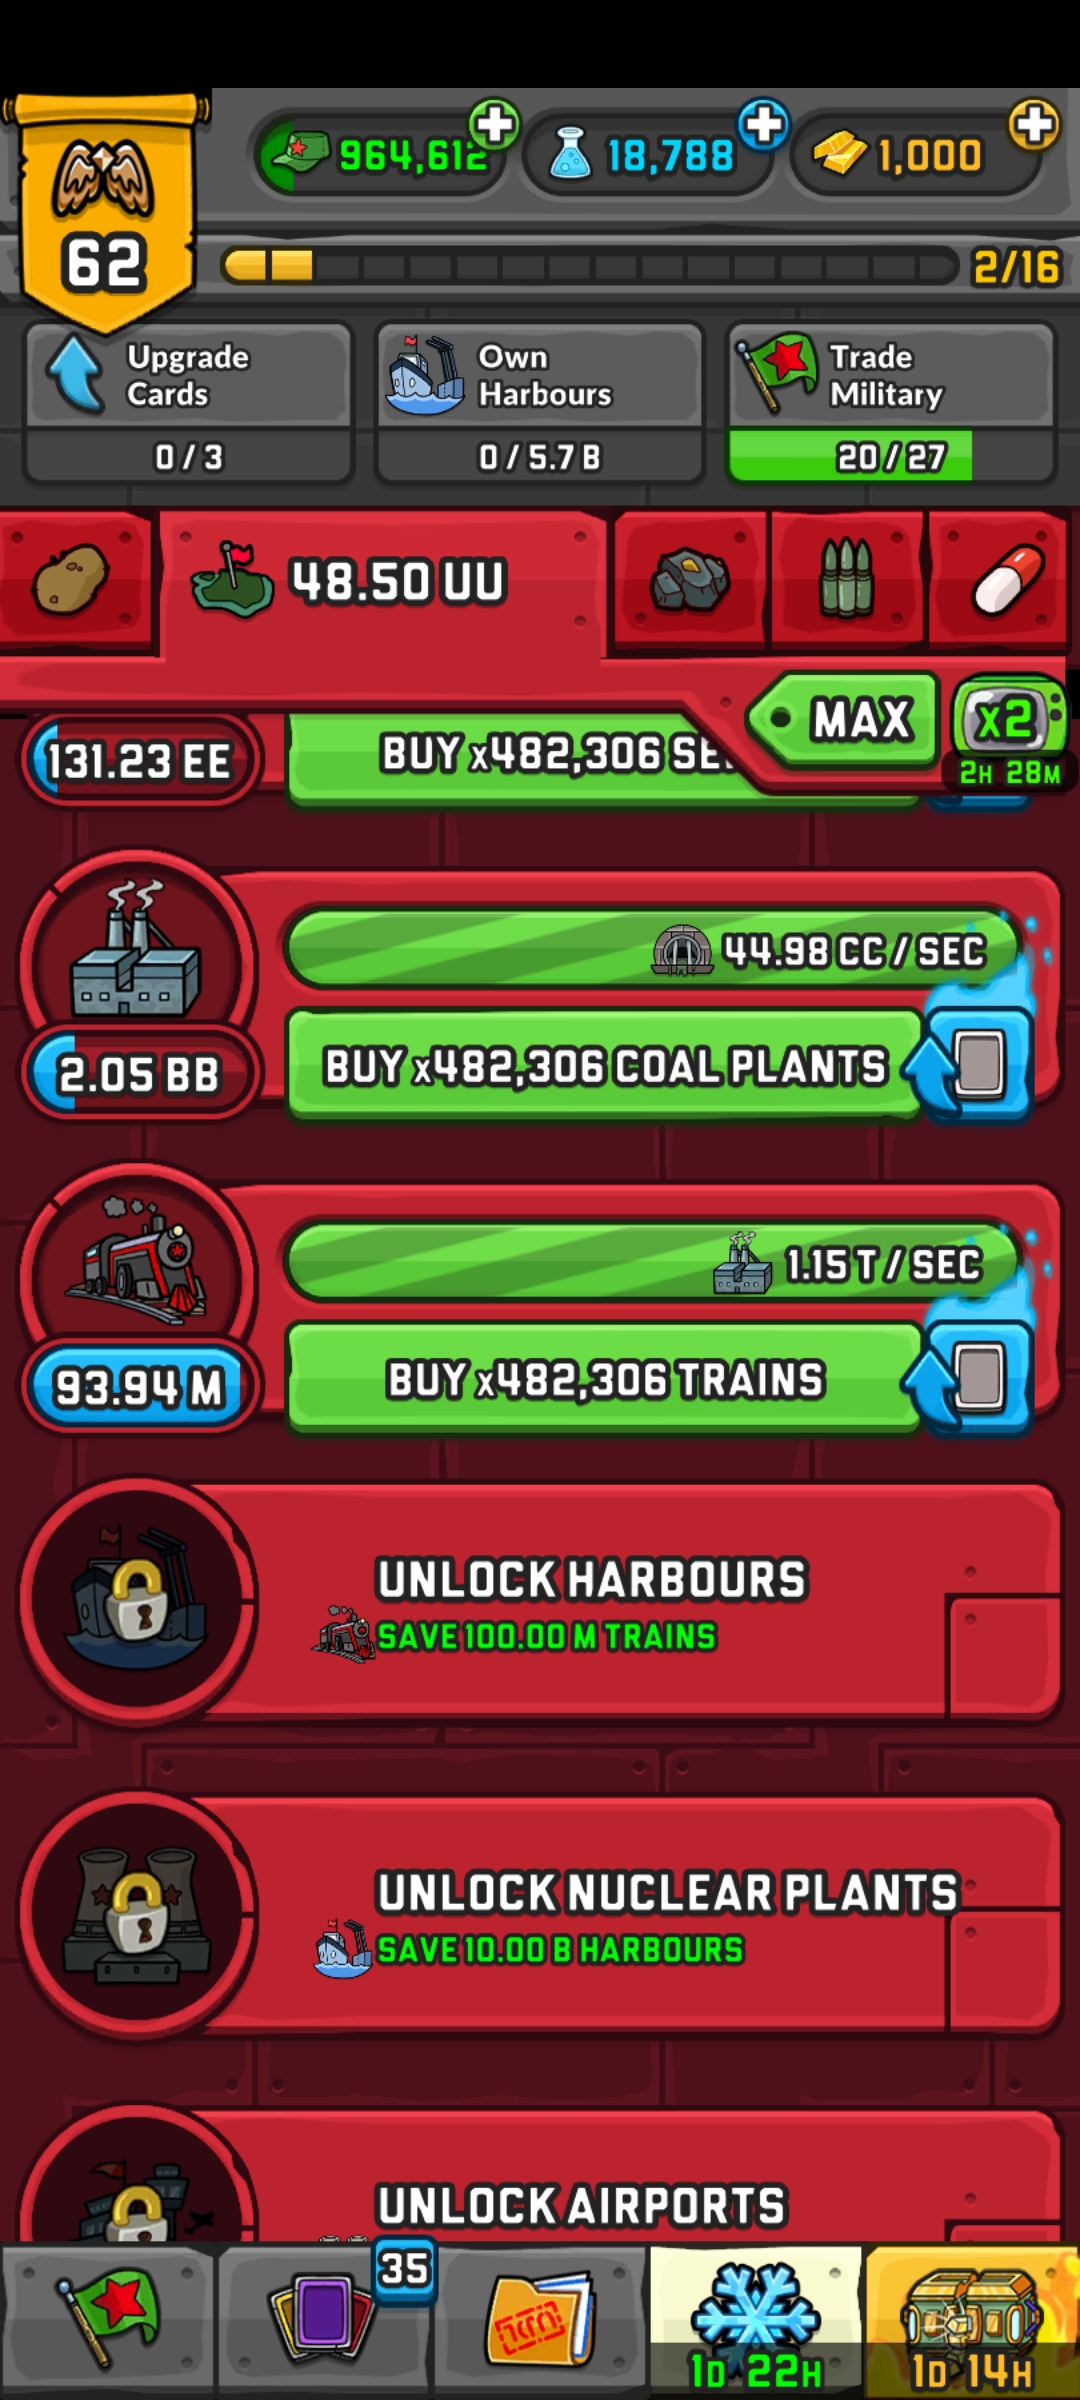 964,612
18,788
1,000
62
2/16
Upgrade
Cards
0 / 3
Own
Harbours
0 / 5.7 B
Trade
Military
20 / 27
48.50 UU
MAX
x2
2H 28M
131.23 EE
BUY x482,306 SE
44.98 CC / SEC
2.05 BB
BUY x482,306 COAL PLANTS
1.15 T / SEC
93.94 M
BUY x482,306 TRAINS
UNLOCK HARBOURS
SAVE 100.00 M TRAINS
UNLOCK NUCLEAR PLANTS
SAVE 10.00 B HARBOURS
UNLOCK AIRPORTS
35
1D 22H
1D 14H